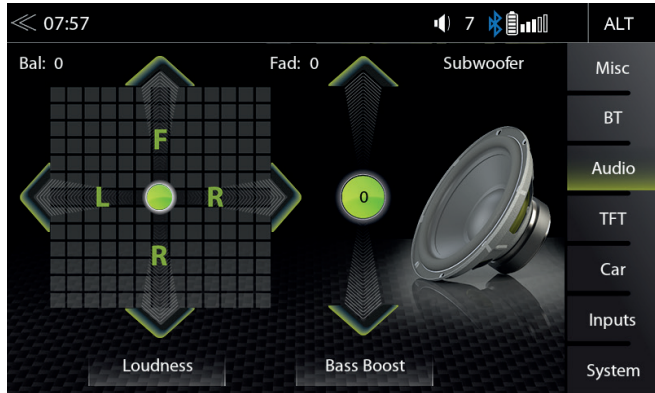 07:57
7
ALT
Bal: 0
Fad: 0
Subwoofer
F
L
R
R
0
Loudness
Bass Boost
Misc
BT
Audio
TFT
Car
Inputs
System